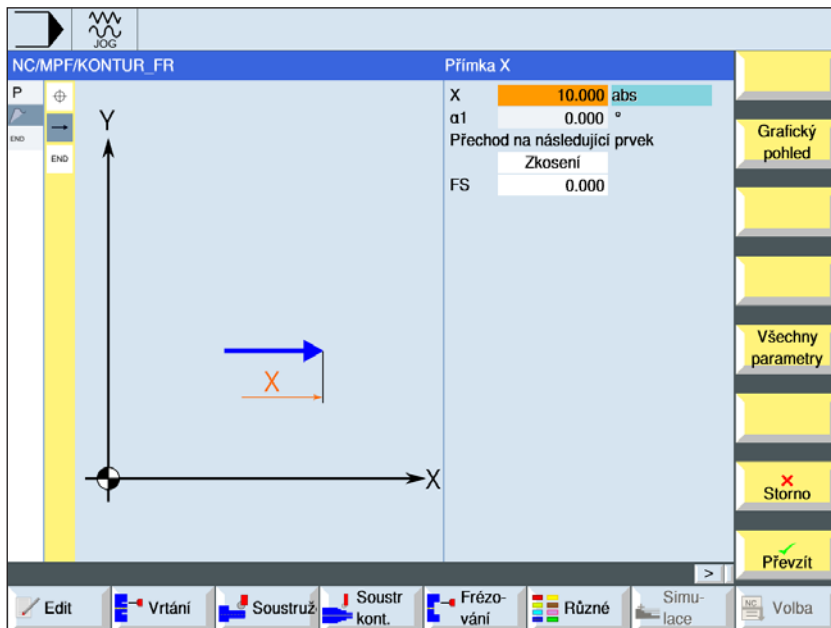 JOG
NC/MPF/KONTUR_FR
Přímka X
P
END
END
Y
X
X
X 10.000 abs
α1 0.000 °
Přechod na následující prvek
Zkosení
FS 0.000
Grafický
pohled
Všechny
parametry
Storno
Převzít
>
Edit
Vrtání
Soustruž
Soustr
kont.
Frézo-
vání
Různé
Simu-
lace
NC
Volba